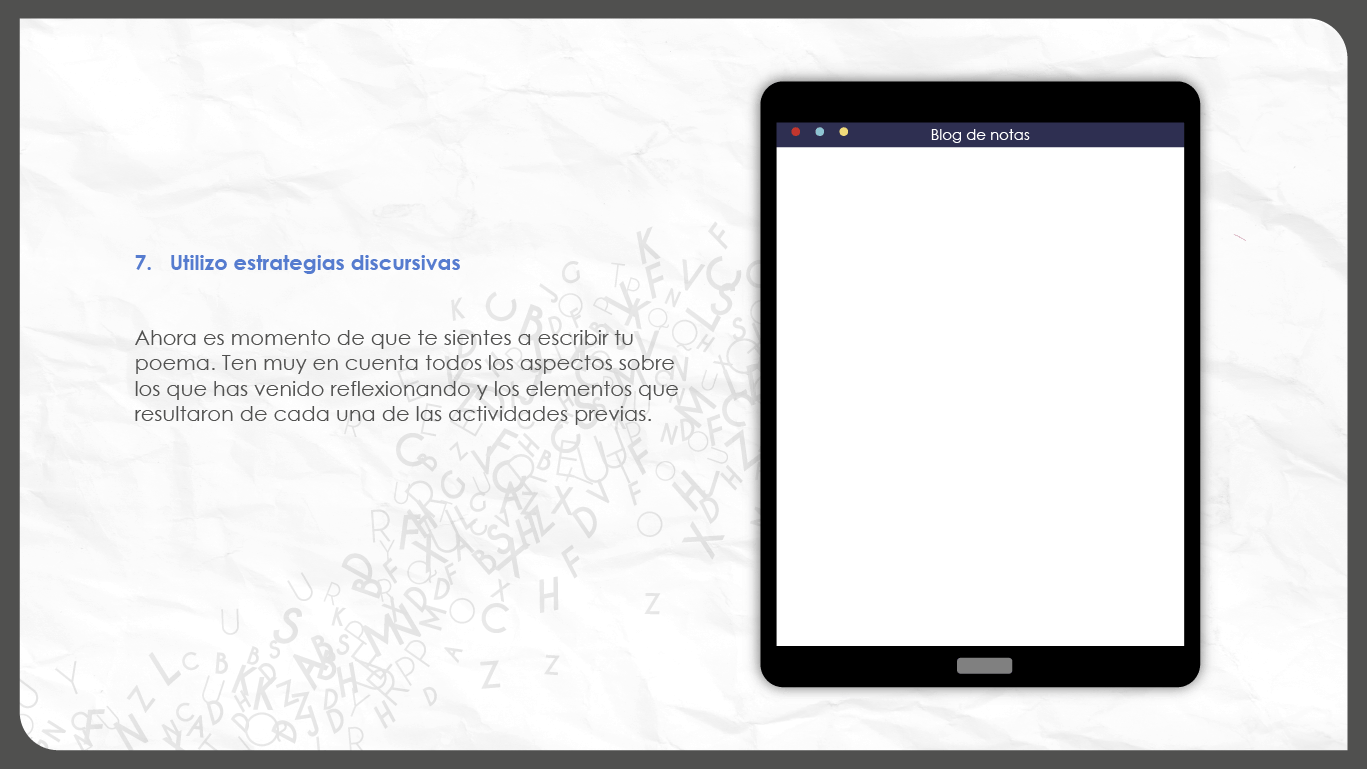 7. Utilizo estrategias discursivas
Ahora es momento de que te sientes a escribir tu
poema. Ten muy en cuenta todos los aspectos sobre
los que has venido reflexionando y los elementos que
resultaron de cada una de las actividades previas.
Blog de notas